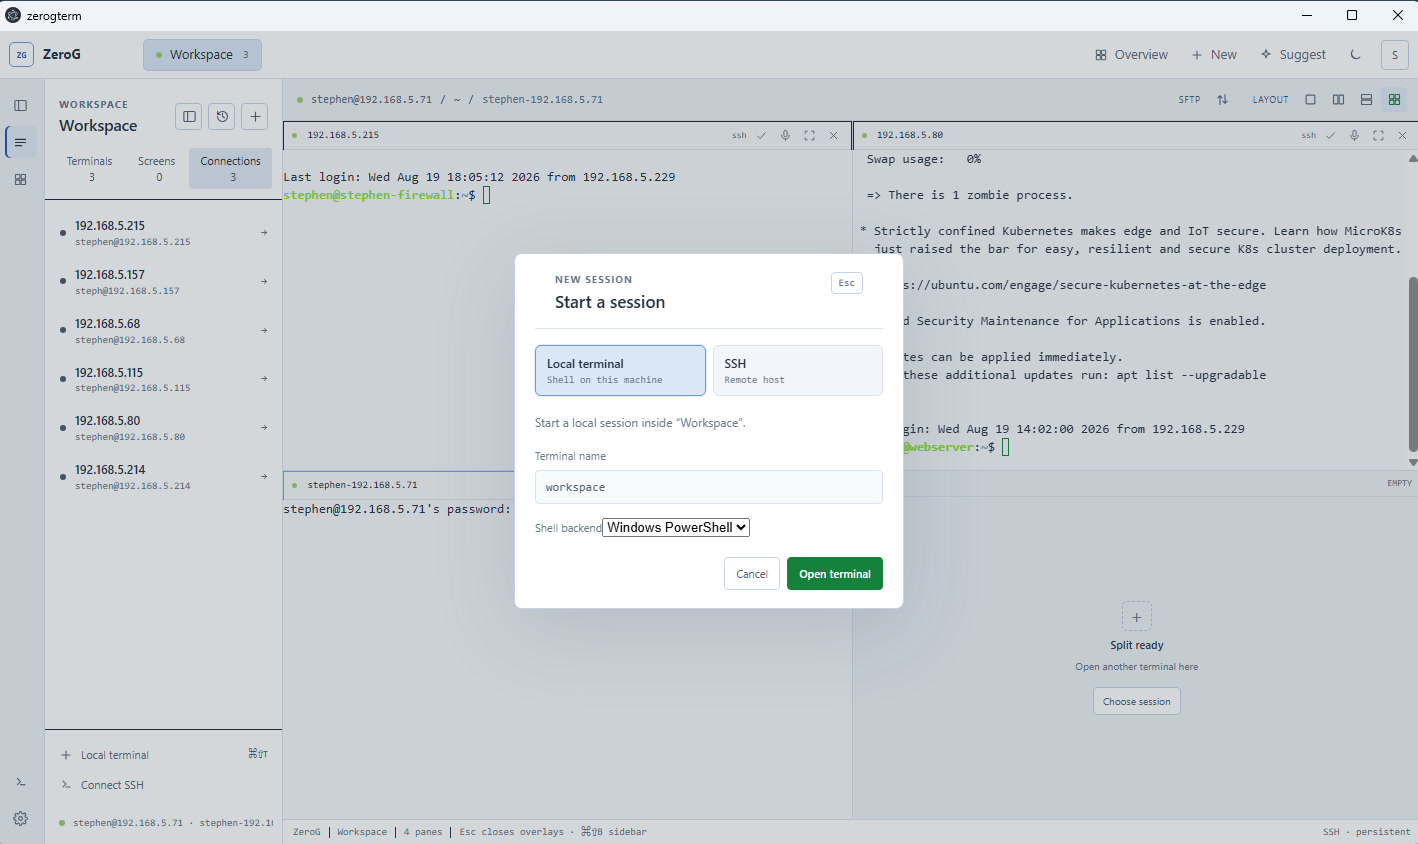 zerogterm
ZG ZeroG Workspace 3 Overview New Suggest S
WORKSPACE
Workspace
Terminals Screens Connections
3 0 3
192.168.5.215
stephen@192.168.5.215
192.168.5.157
steph@192.168.5.157
192.168.5.68
stephen@192.168.5.68
192.168.5.115
stephen@192.168.5.115
192.168.5.80
stephen@192.168.5.80
192.168.5.214
stephen@192.168.5.214
Local terminal ⌘⇧T
Connect SSH
stephen@192.168.5.71 · stephen-192.1
stephen@192.168.5.71 / ~ / stephen-192.168.5.71 SFTP LAYOUT
192.168.5.215 ssh
Last login: Wed Aug 19 18:05:12 2026 from 192.168.5.229
stephen@stephen-firewall:~$
192.168.5.80 ssh
Swap usage: 0%
=> There is 1 zombie process.
* Strictly confined Kubernetes makes edge and IoT secure. Learn how MicroK8s
just raised the bar for easy, resilient and secure K8s cluster deployment.
s://ubuntu.com/engage/secure-kubernetes-at-the-edge
d Security Maintenance for Applications is enabled.
tes can be applied immediately.
these additional updates run: apt list --upgradable
gin: Wed Aug 19 14:02:00 2026 from 192.168.5.229
@webserver:~$
stephen-192.168.5.71
stephen@192.168.5.71's password:
EMPTY
Split ready
Open another terminal here
Choose session
NEW SESSION
Start a session
Esc
Local terminal
Shell on this machine
SSH
Remote host
Start a local session inside “Workspace”.
Terminal name
workspace
Shell backend Windows PowerShell
Cancel Open terminal
ZeroG | Workspace | 4 panes | Esc closes overlays · ⌘⇧B sidebar SSH · persistent